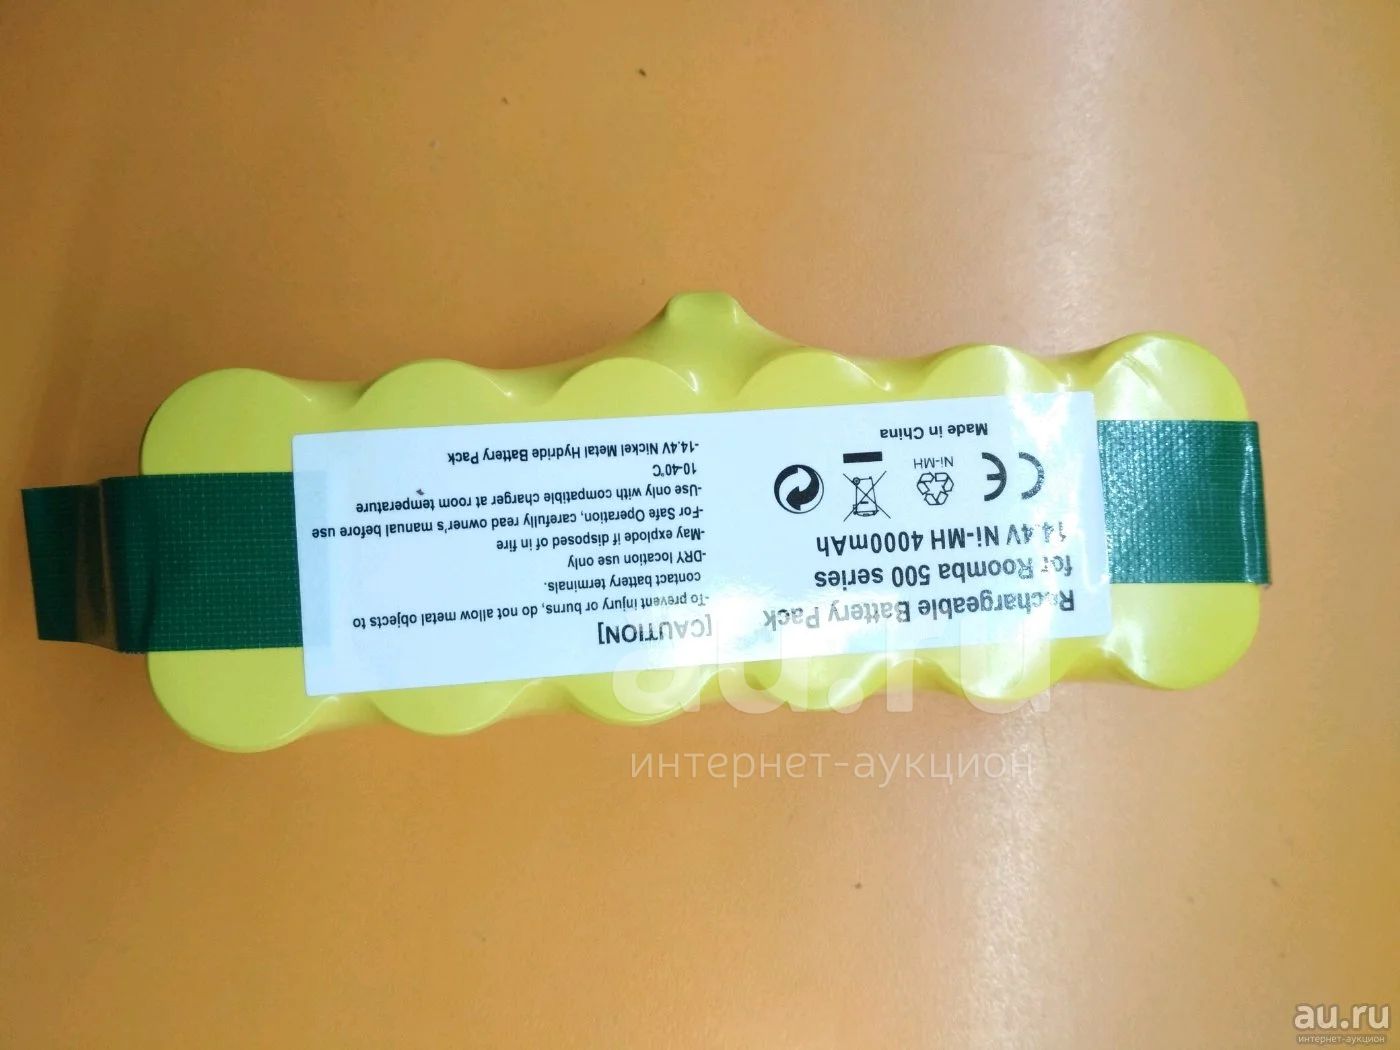 Rechargeable Battery Pack
for Roomba 500 series
14.4V Ni-MH 4000mAh
Ni-MH
Made in China
[CAUTION]
-To prevent injury or burns, do not allow metal objects to
contact battery terminals.
-DRY location use only
-May explode if disposed of in fire
-For Safe Operation, carefully read owner's manual before use
-Use only with compatible charger at room temperature
10-40℃
-14.4V Nickel Metal Hydride Battery Pack
au.ru
интернет-аукцион
au.ru
интернет-аукцион